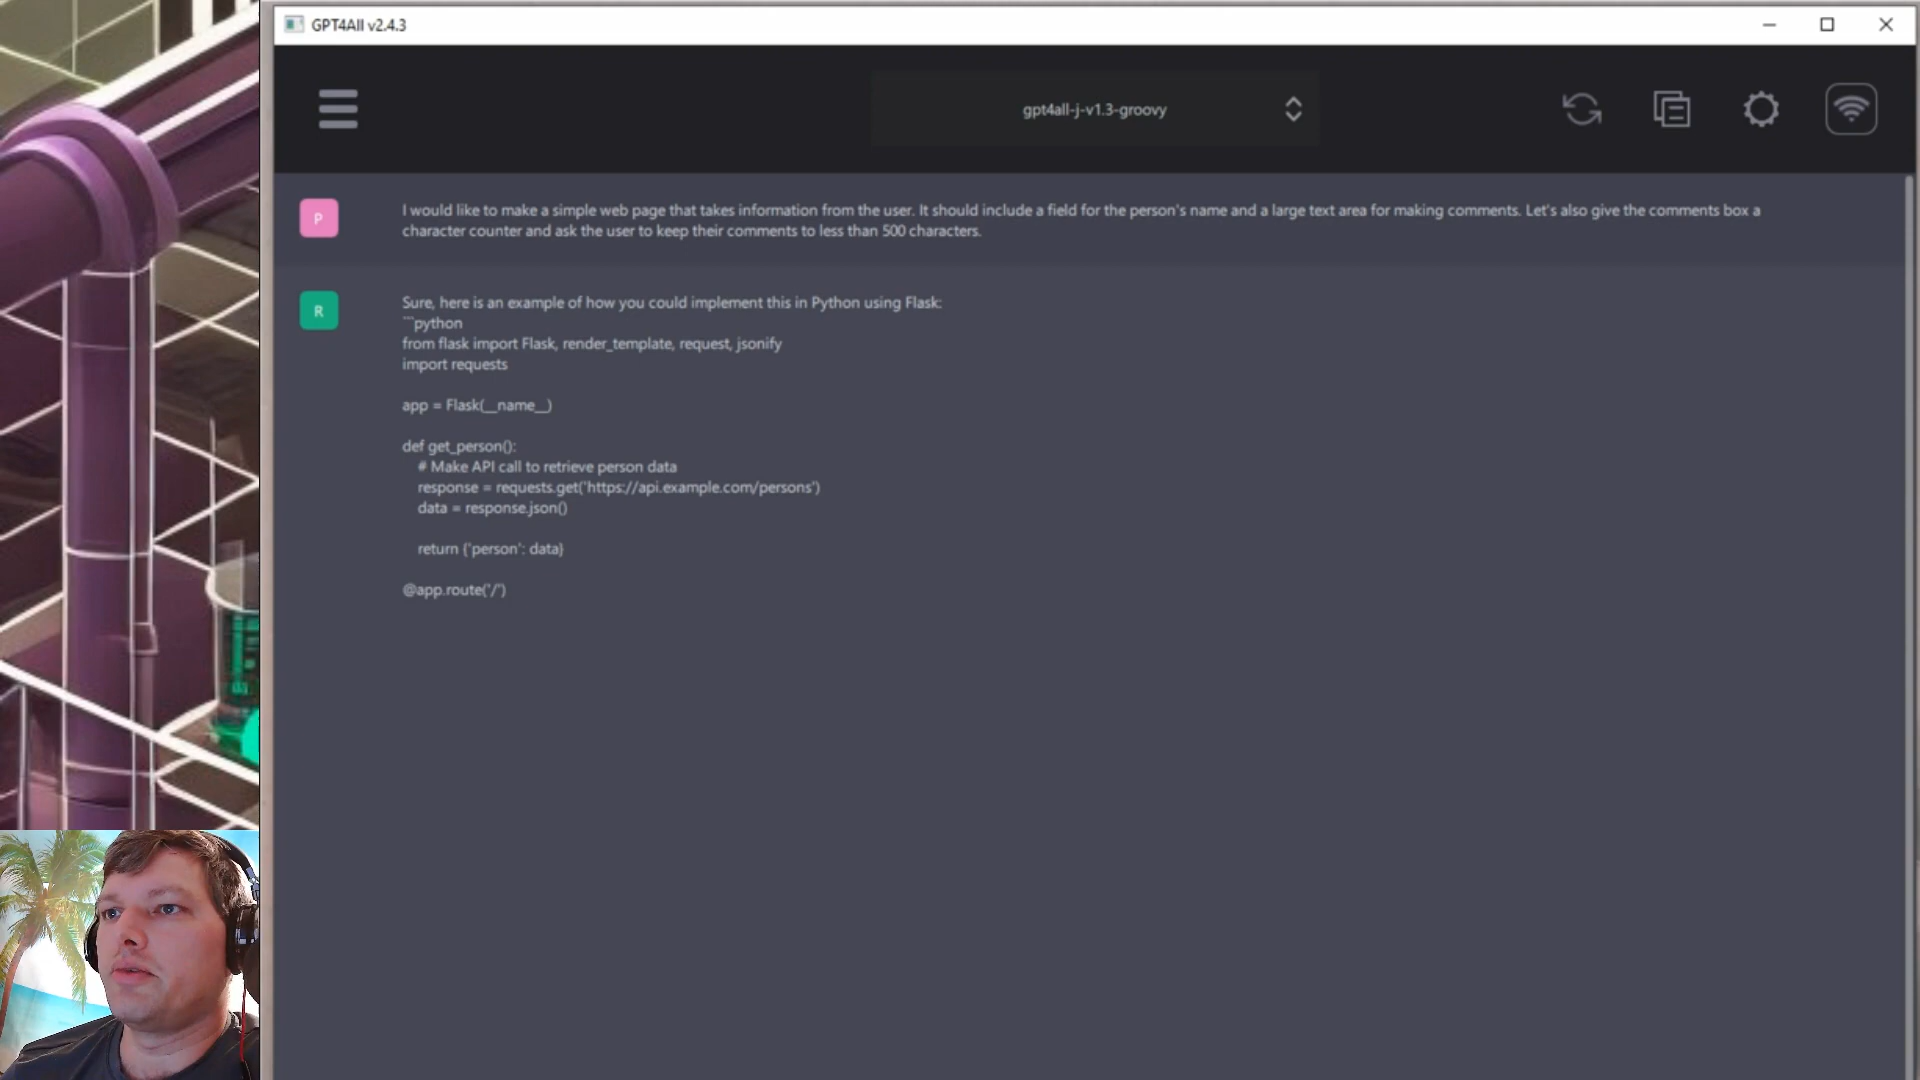 GPT4All v2.4.3
gpt4all-j-v1.3-groovy
P
I would like to make a simple web page that takes information from the user. It should include a field for the person's name and a large text area for making comments. Let's also give the comments box a
character counter and ask the user to keep their comments to less than 500 characters.
R
Sure, here is an example of how you could implement this in Python using Flask:
```python
from flask import Flask, render_template, request, jsonify
import requests
app = Flask(__name__)
def get_person():
# Make API call to retrieve person data
response = requests.get('https://api.example.com/persons')
data = response.json()
return {'person': data}
@app.route('/')